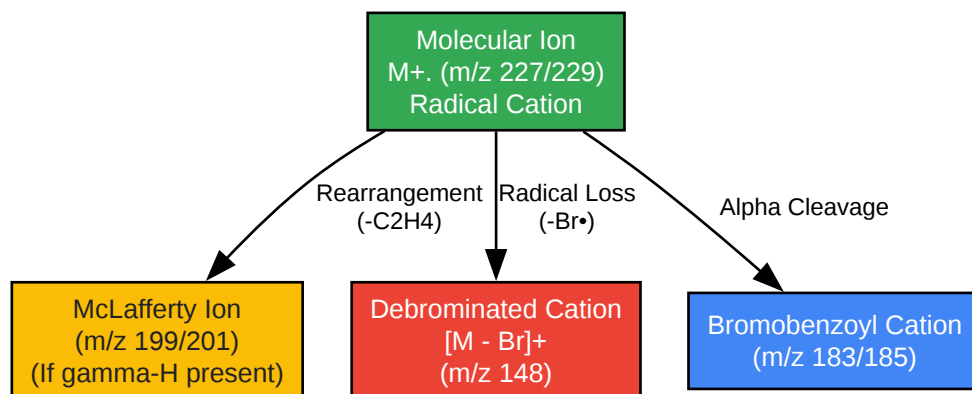 Molecular Ion
M+. (m/z 227/229)
Radical Cation
Rearrangement
(-C2H4)
Radical Loss
(-Br•)
Alpha Cleavage
McLafferty Ion
(m/z 199/201)
(If gamma-H present)
Debrominated Cation
[M - Br]+
(m/z 148)
Bromobenzoyl Cation
(m/z 183/185)